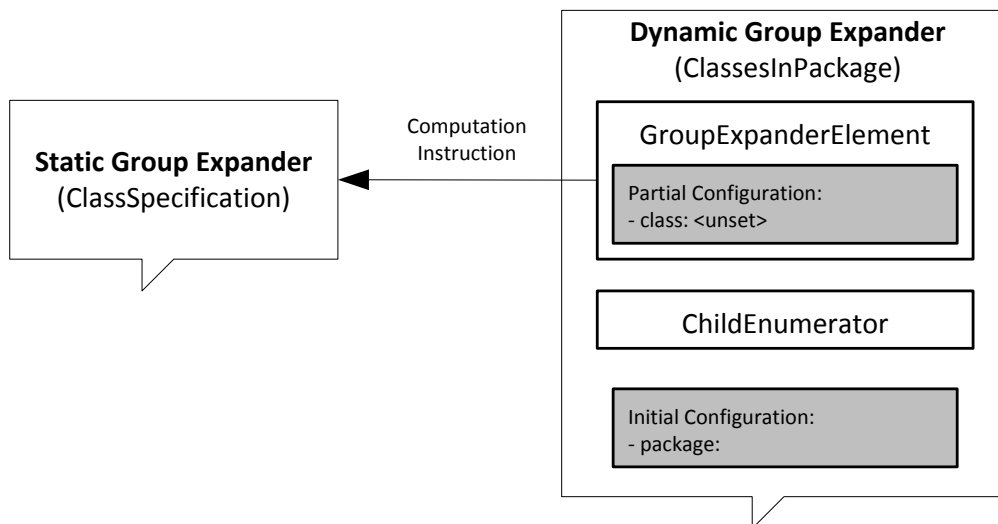 Static Group Expander
(ClassSpecification)
Computation
Instruction
Dynamic Group Expander
(ClassesInPackage)
GroupExpanderElement
Partial Configuration:
- class: <unset>
ChildEnumerator
Initial Configuration:
- package: